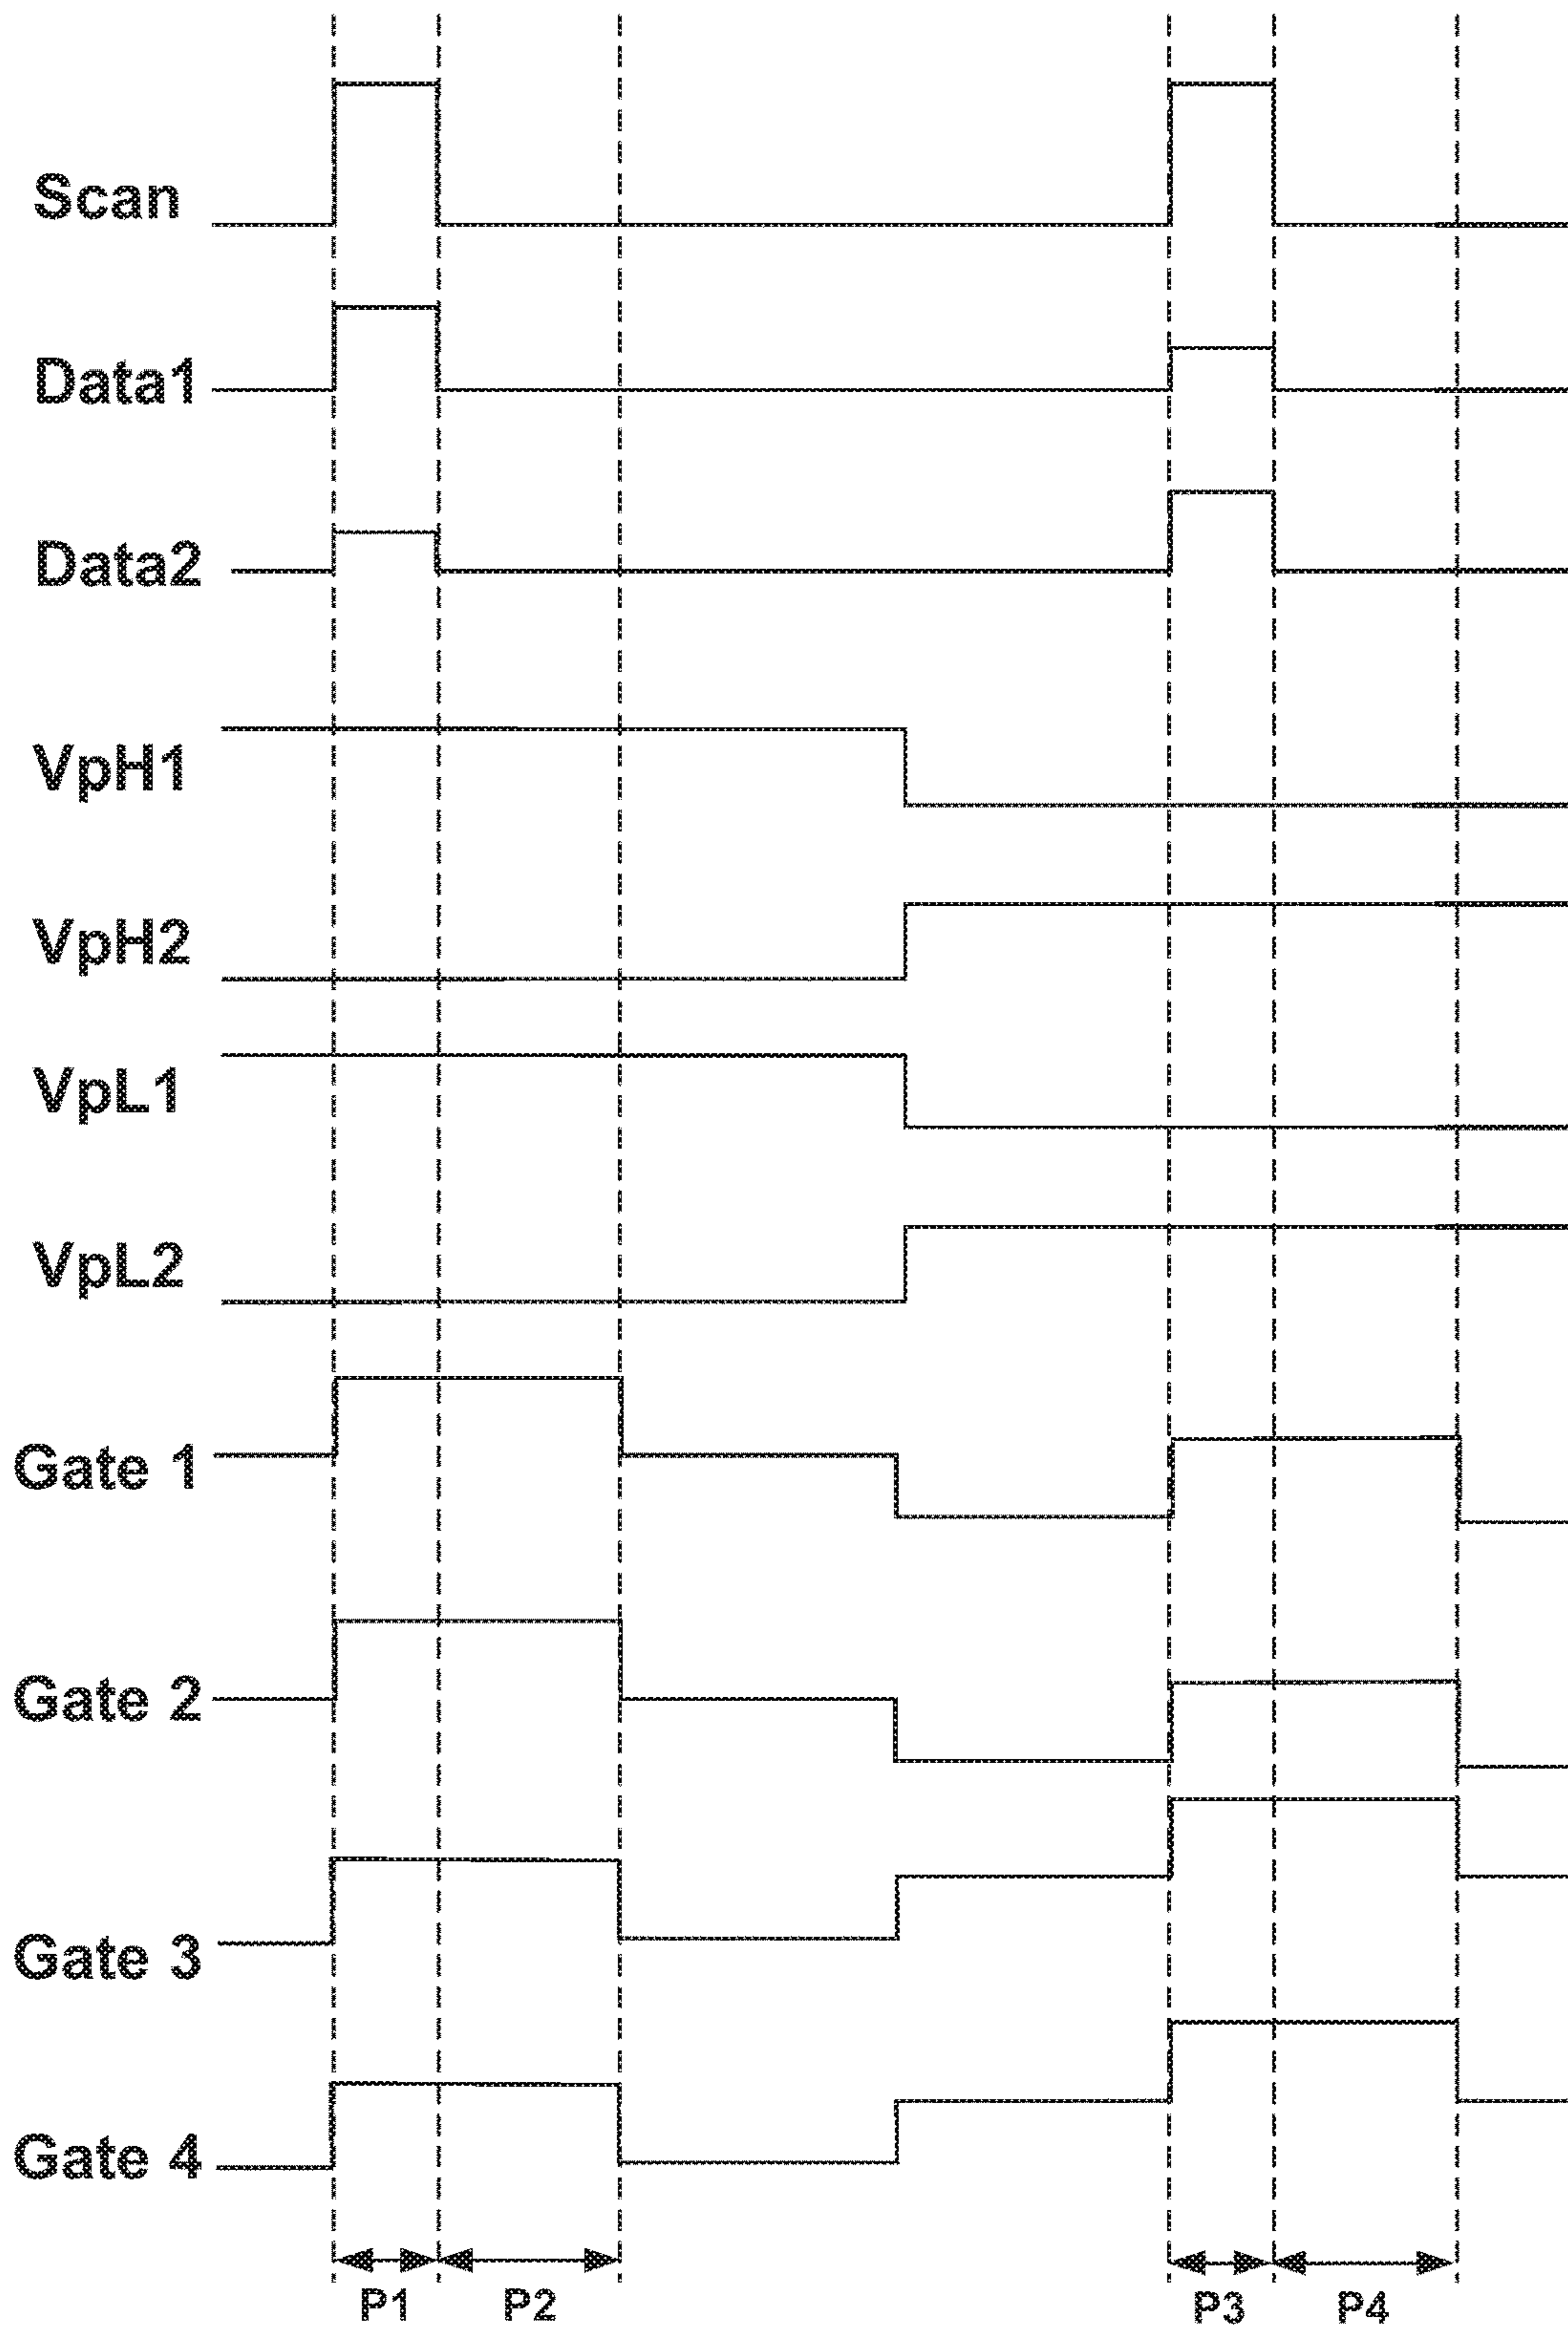 Scan
Data1
Data2
VpH1
VpH2
VpL1
VpL2
Gate 1
Gate 2
Gate 3
Gate 4
P1 P2 P3 P4